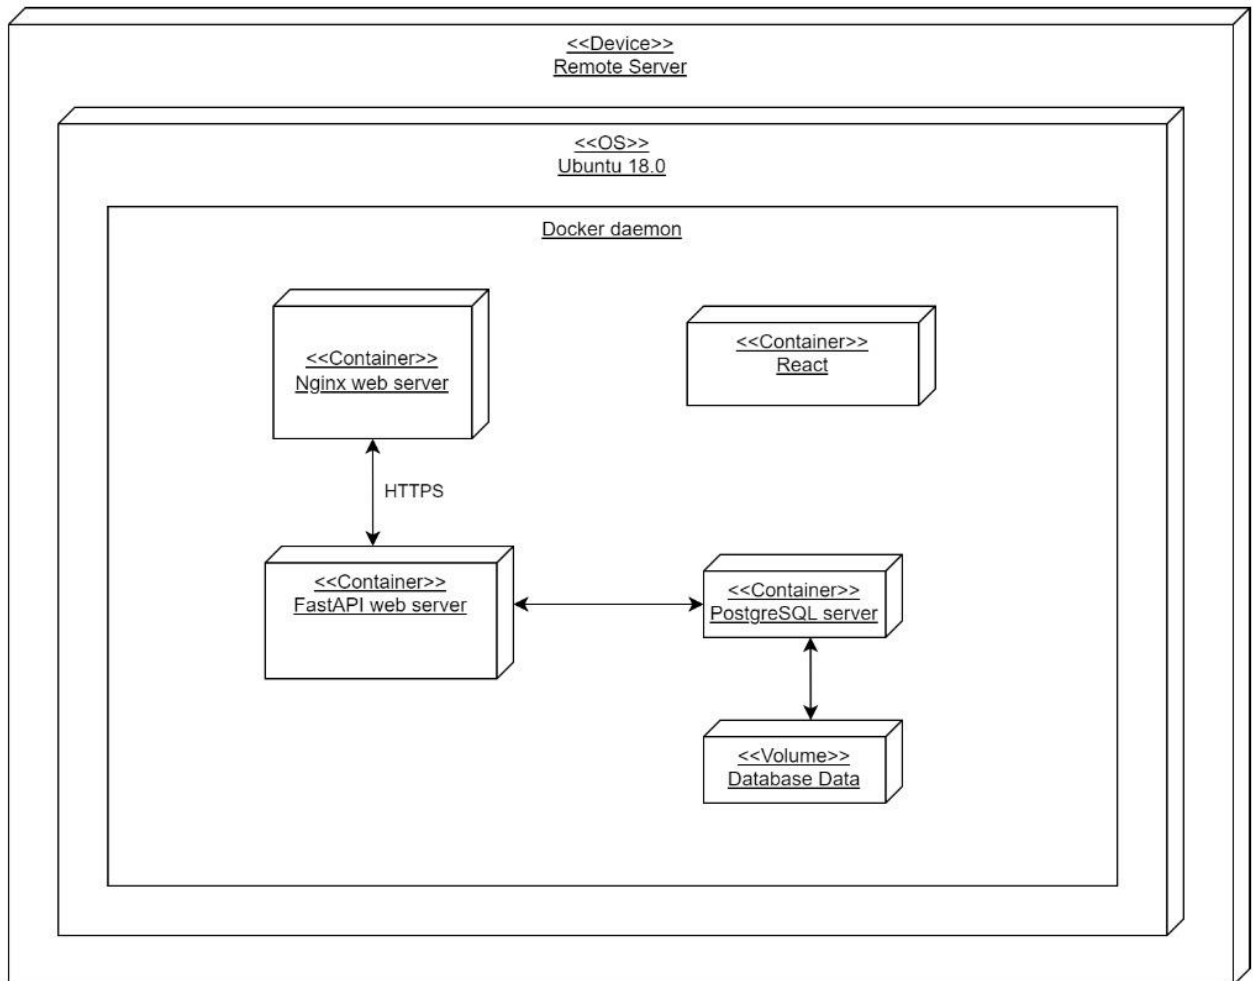 <<Device>>
Remote Server
<<OS>>
Ubuntu 18.0
Docker daemon
<<Container>>
Nginx web server
<<Container>>
React
HTTPS
<<Container>>
FastAPI web server
<<Container>>
PostgreSQL server
<<Volume>>
Database Data